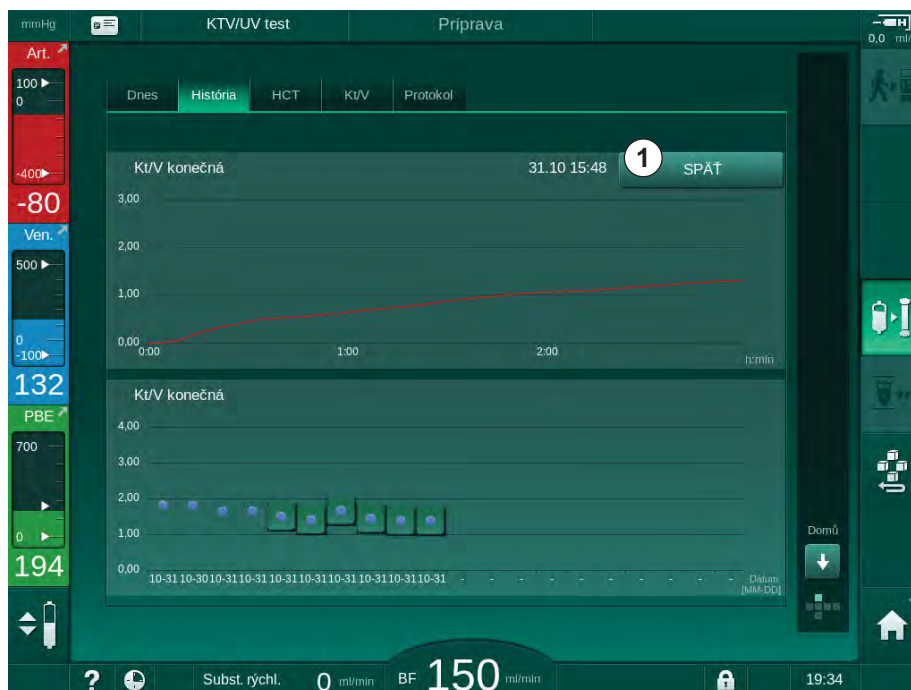 mmHg KTV/UV test Príprava
0,0 ml/
Art.
100
0
-400
-80
Ven.
500
0
-100
132
PBE
700
0
194
Dnes História HCT Kt/V Protokol
Kt/V konečná 31.10 15:48 1 SPÄŤ
3,00
2,00
1,00
0,00
0:00 1:00 2:00 h:min
Kt/V konečná
4,00
3,00
2,00
1,00
0,00
10-31 10-30 10-31 10-31 10-31 10-31 10-31 10-31 10-31 10-31 - - - - - - - - - - Dátum
[MM-DD]
Domů
? Subst. rýchl. 0 ml/min BF 150 ml/min 19:34